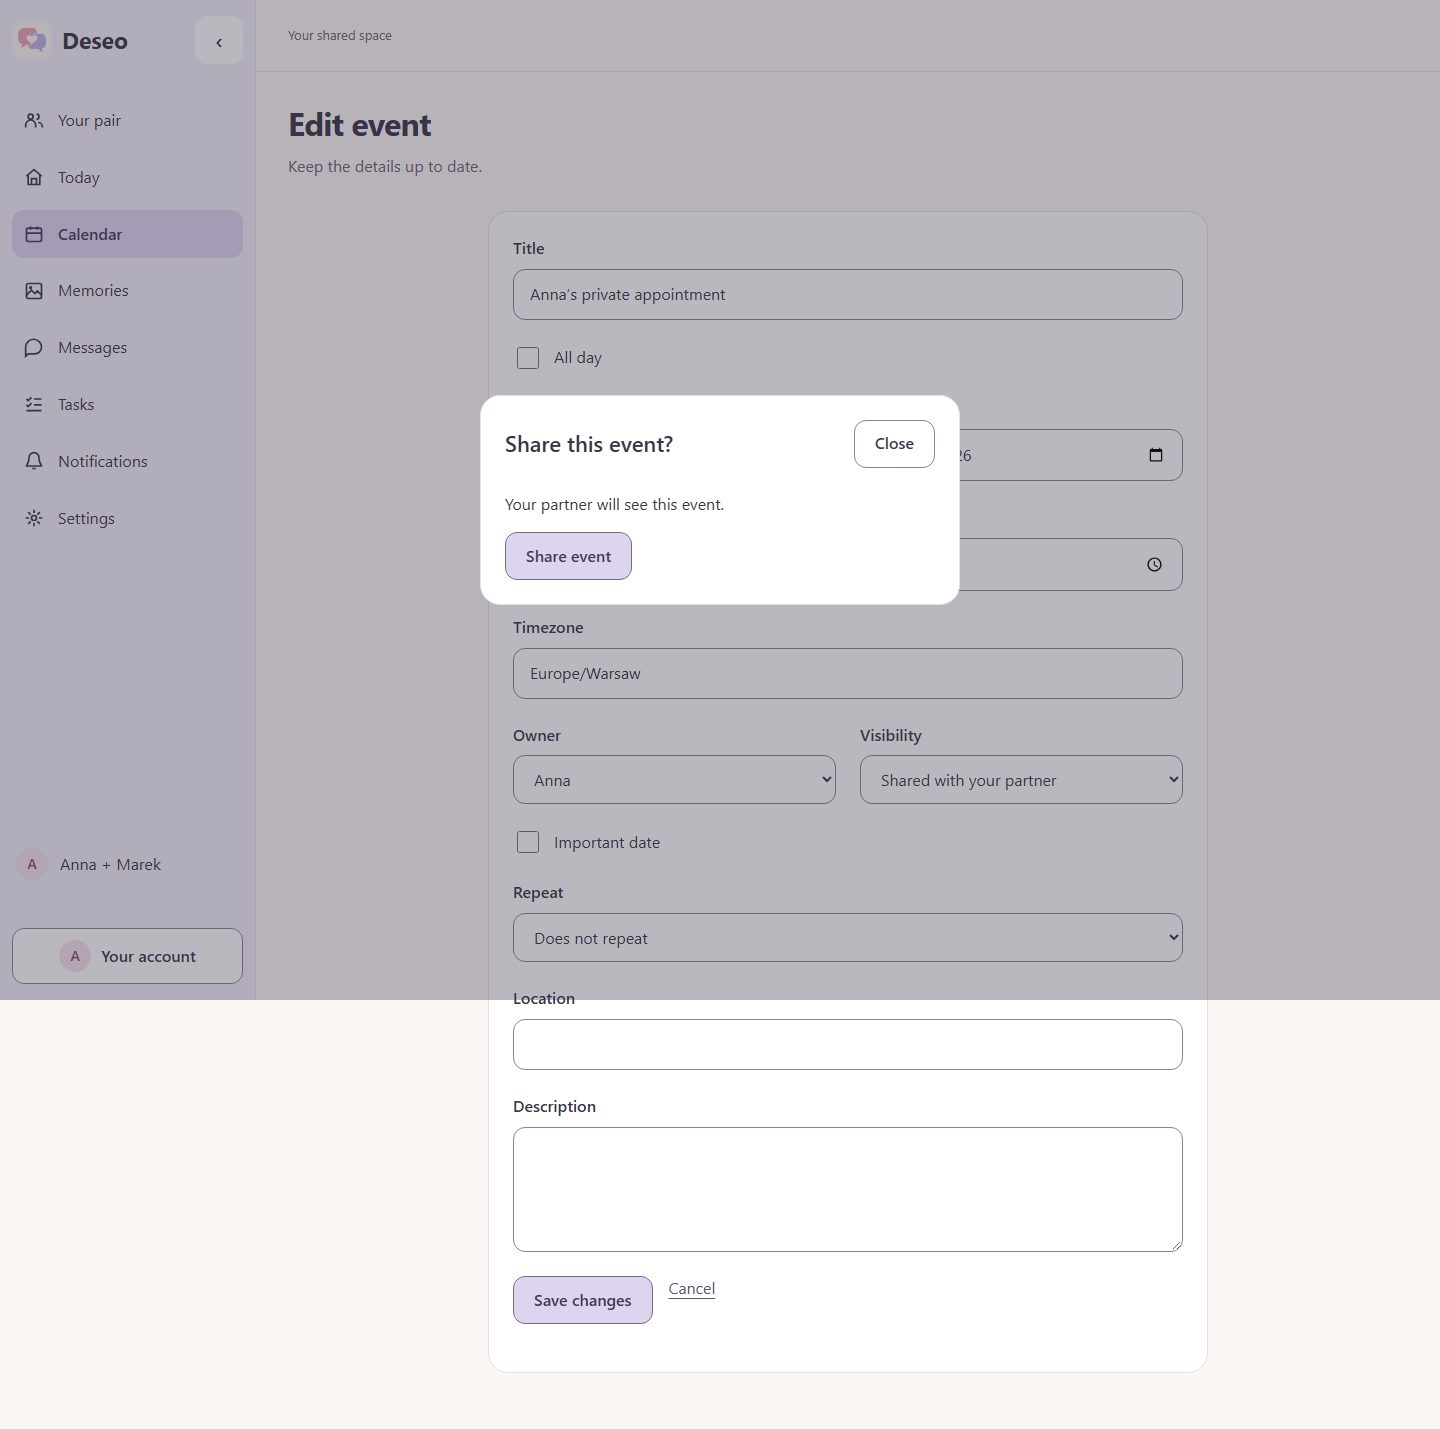 Deseo
‹
Your pair
Today
Calendar
Memories
Messages
Tasks
Notifications
Settings
A Anna + Marek
A Your account
Your shared space
Edit event
Keep the details up to date.
Title
Anna’s private appointment
All day
Share this event?
Close
Your partner will see this event.
Share event
26
Timezone
Europe/Warsaw
Owner
Visibility
Anna
Shared with your partner
Important date
Repeat
Does not repeat
Location
Description
Save changes
Cancel